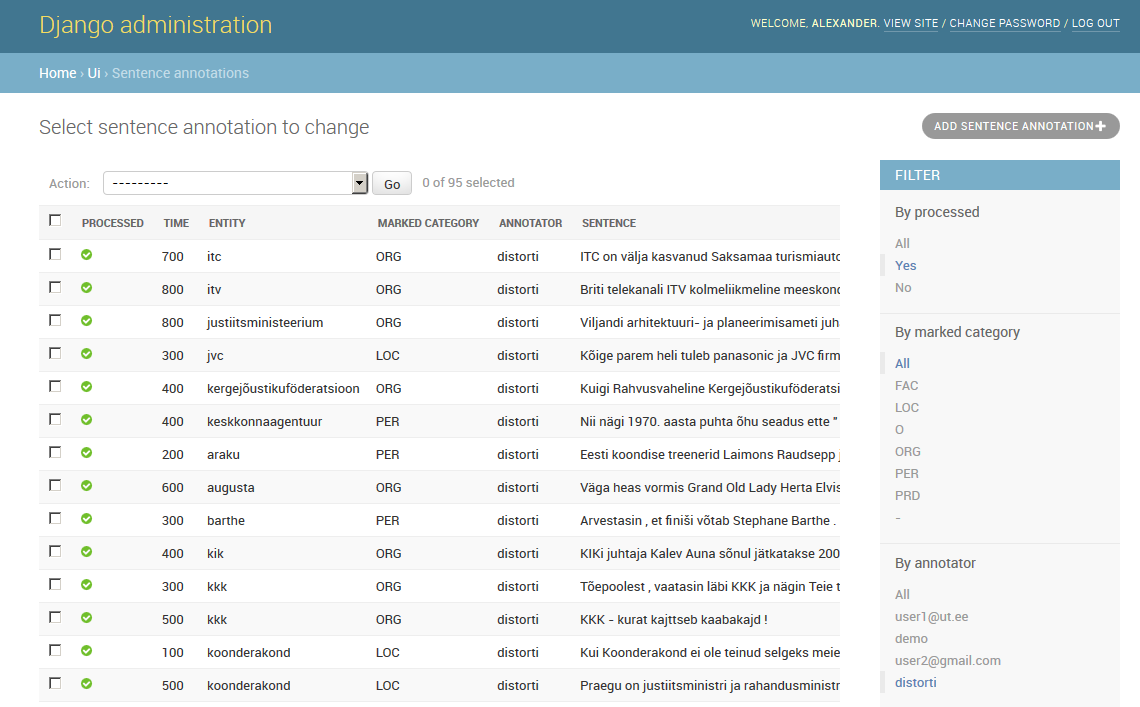 Django administration
WELCOME, ALEXANDER. VIEW SITE / CHANGE PASSWORD / LOG OUT
Home › Ui › Sentence annotations
Select sentence annotation to change
ADD SENTENCE ANNOTATION +
Action: --------- Go 0 of 95 selected
PROCESSED TIME ENTITY MARKED CATEGORY ANNOTATOR SENTENCE
700 itc ORG distorti ITC on välja kasvanud Saksamaa turismiauto
800 itv ORG distorti Briti telekanali ITV kolmeliikmeline meeskond
800 justiitsministeerium ORG distorti Viljandi arhitektuuri- ja planeerimisameti juha
300 jvc LOC distorti Kõige parem heli tuleb panasonic ja JVC firm
400 kergejõustikuföderatsioon ORG distorti Kuigi Rahvusvaheline Kergejõustikuföderatsi
400 keskkonnaagentuur PER distorti Nii nägi 1970. aasta puhta õhu seadus ette "
200 araku PER distorti Eesti koondise treenerid Laimons Raudsepp j
600 augusta ORG distorti Väga heas vormis Grand Old Lady Herta Elvis
300 barthe PER distorti Arvestasin , et finiši võtab Stephane Barthe .
400 kik ORG distorti KIKi juhtaja Kalev Auna sõnul jätkatakse 200
300 kkk ORG distorti Tõepoolest , vaatasin läbi KKK ja nägin Teie t
500 kkk ORG distorti KKK - kurat kajttseb kaabakajd !
100 koonderakond LOC distorti Kui Koonderakond ei ole teinud selgeks meie
500 koonderakond LOC distorti Praegu on justiitsministri ja rahandusministr
FILTER
By processed
All
Yes
No
By marked category
All
FAC
LOC
O
ORG
PER
PRD
-
By annotator
All
user1@ut.ee
demo
user2@gmail.com
distorti